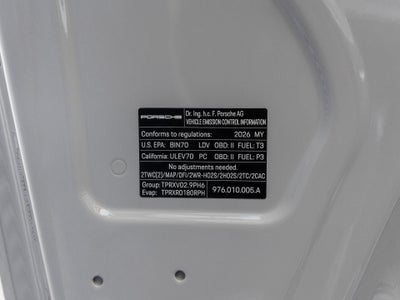 PORSCHE
Dr. Ing. h.c. F. Porsche AG
VEHICLE EMISSION CONTROL INFORMATION
Conforms to regulations: 2026 MY
U.S. EPA: BIN70 LDV OBD: II FUEL: T3
California: ULEV70 PC OBD: II FUEL: P3
No adjustments needed.
2TWC(2)/MAP/DFI/2WR-HO2S/2HO2S/2TC/2CAC
Group: TPRXV02.9PH6
Evap: TPRXR0180RPH
976.010.005.A